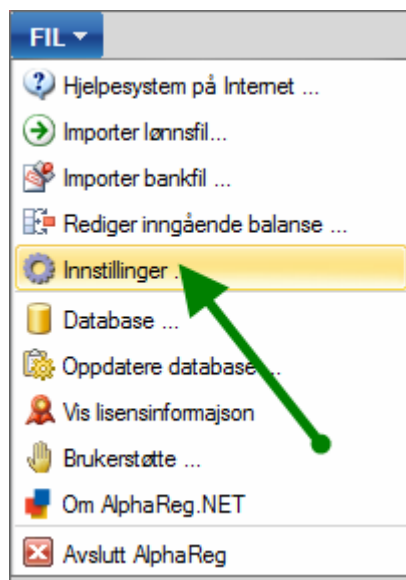 FIL
Hjelpesystem på Internet ...
Importer lønnsfil...
Importer bankfil ...
Rediger inngående balanse ...
Innstillinger .
Database ...
Oppdatere database ...
Vis lisensinformajson
Brukerstøtte ...
Om AlphaReg.NET
Avslutt AlphaReg